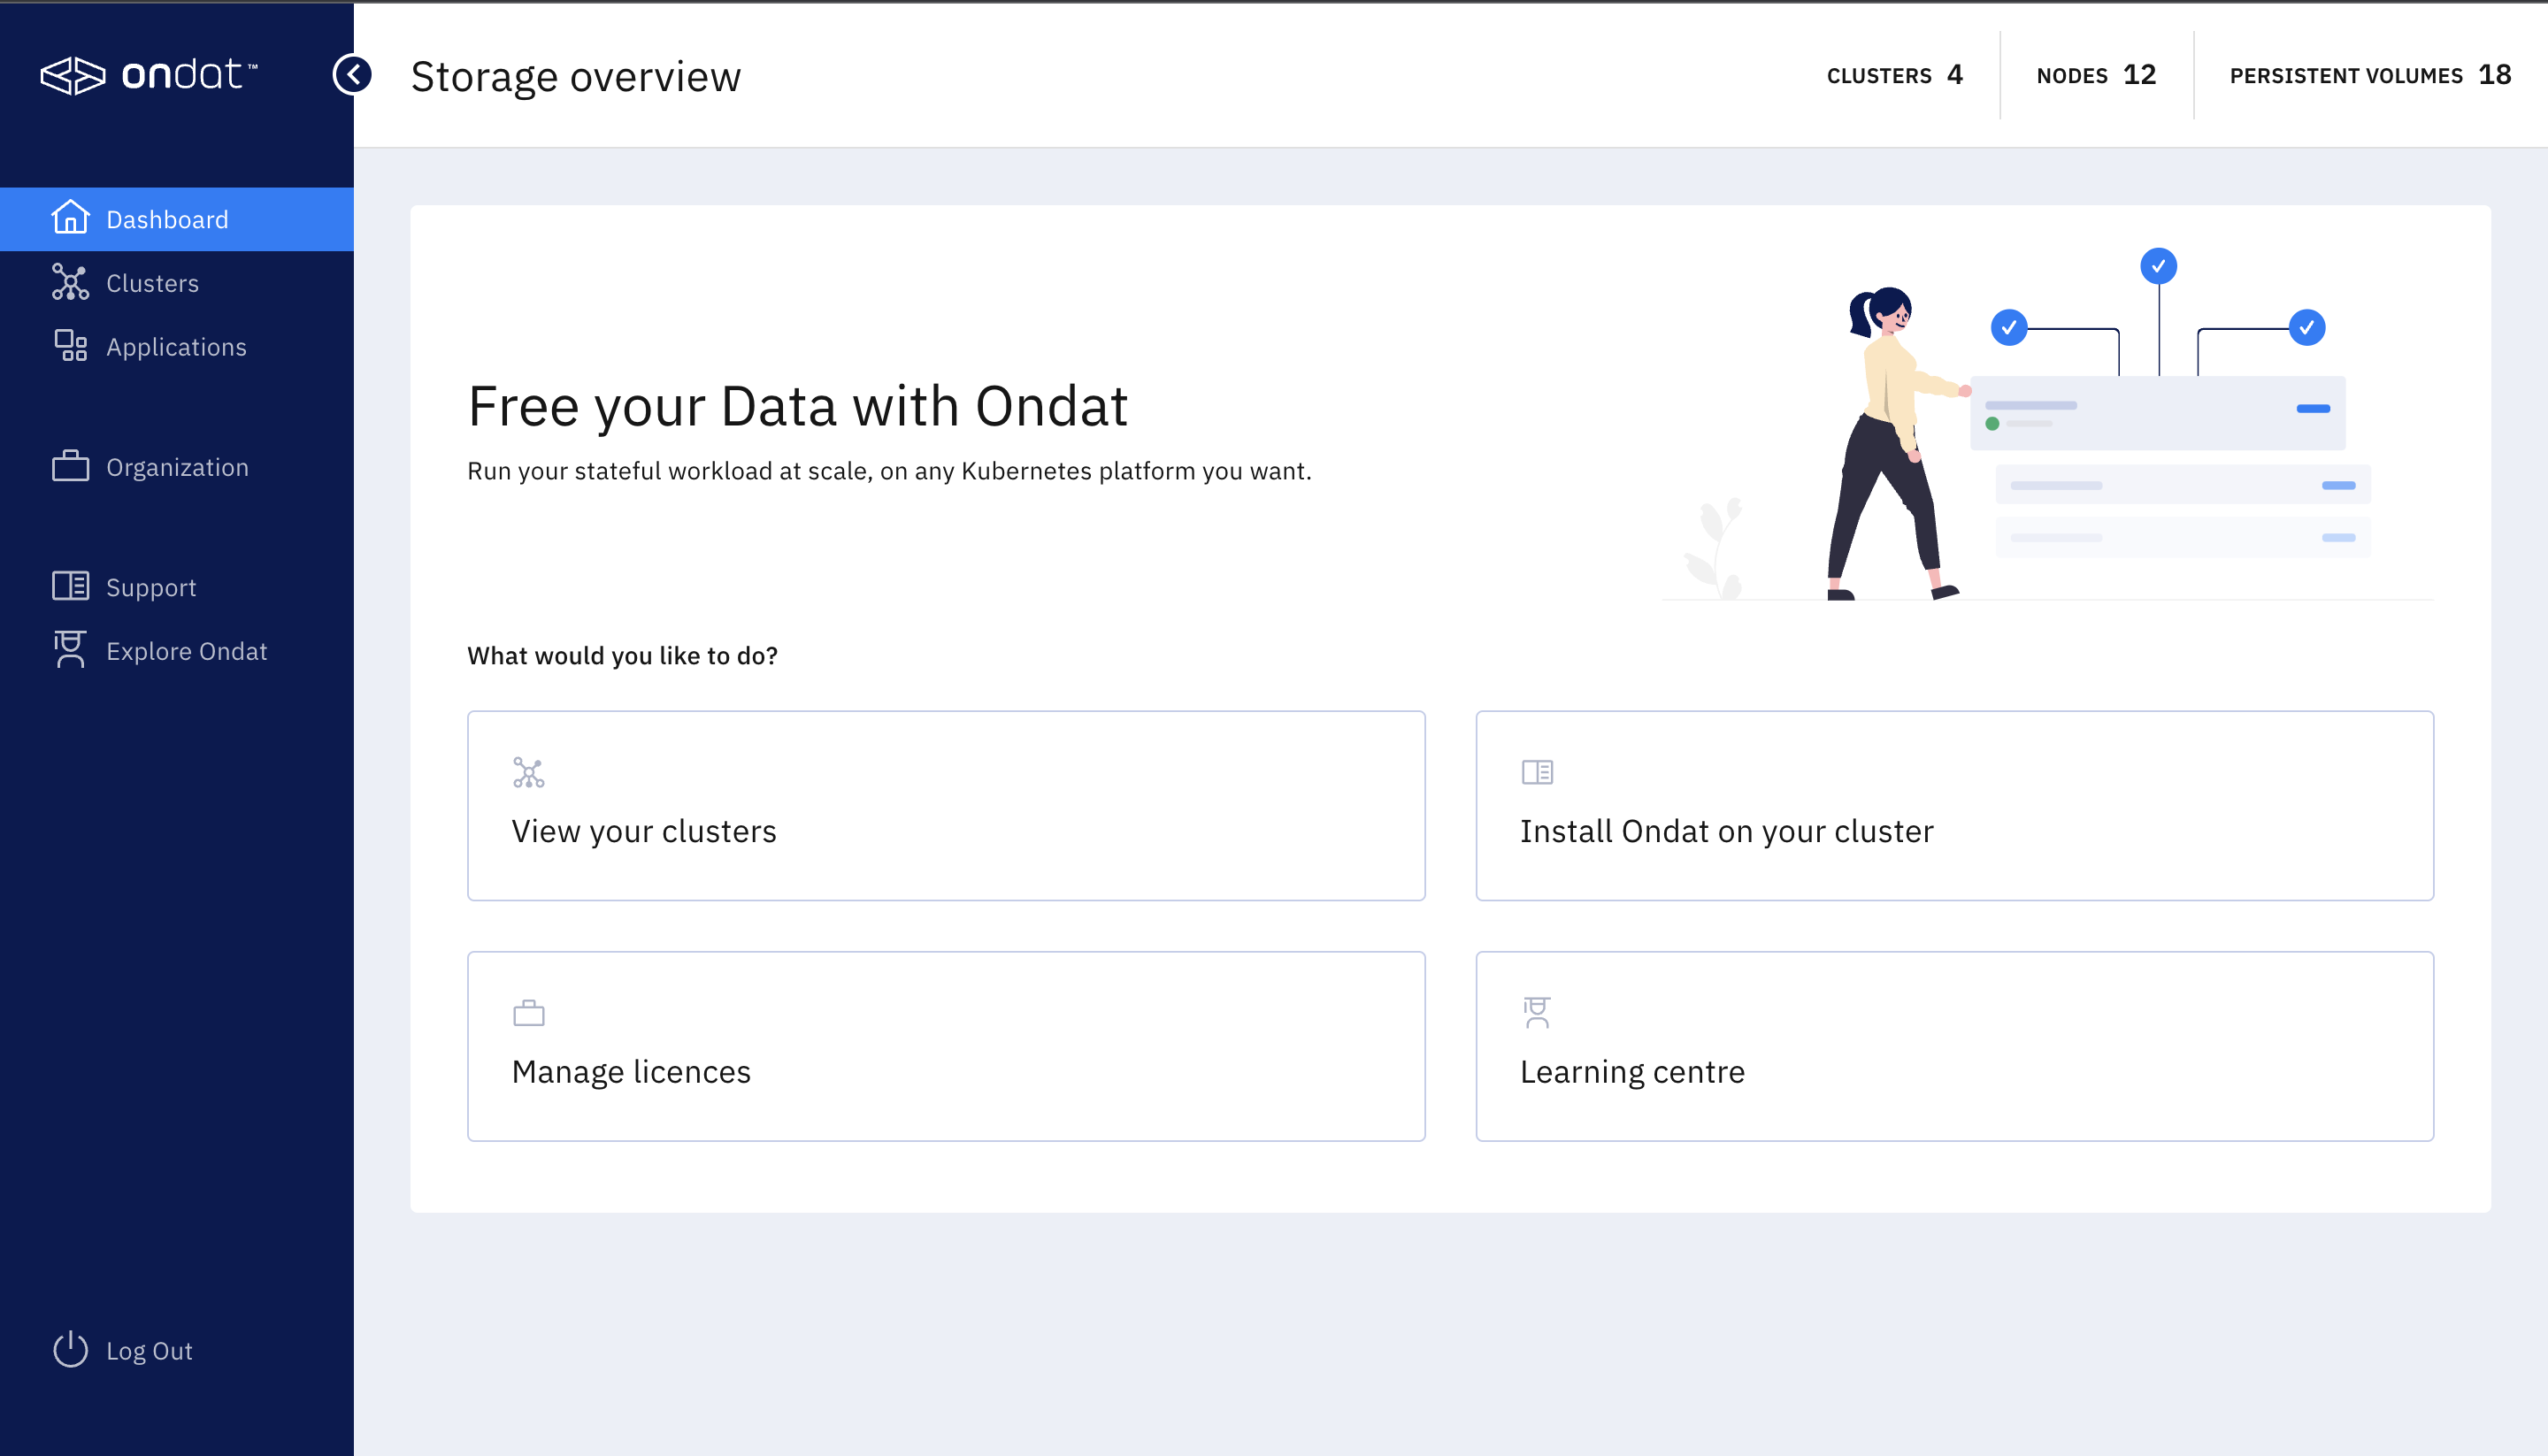 ondat™
Storage overview
CLUSTERS 4
NODES 12
PERSISTENT VOLUMES 18
Dashboard
Clusters
Applications
Organization
Support
Explore Ondat
Log Out
Free your Data with Ondat
Run your stateful workload at scale, on any Kubernetes platform you want.
What would you like to do?
View your clusters
Install Ondat on your cluster
Manage licences
Learning centre